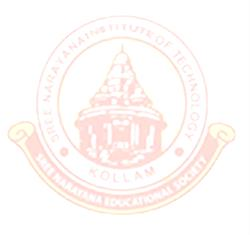 SREE NARAYANA INSTITUTE OF TECHNOLOGY
KOLLAM
SREE NARAYANA EDUCATIONAL SOCIETY